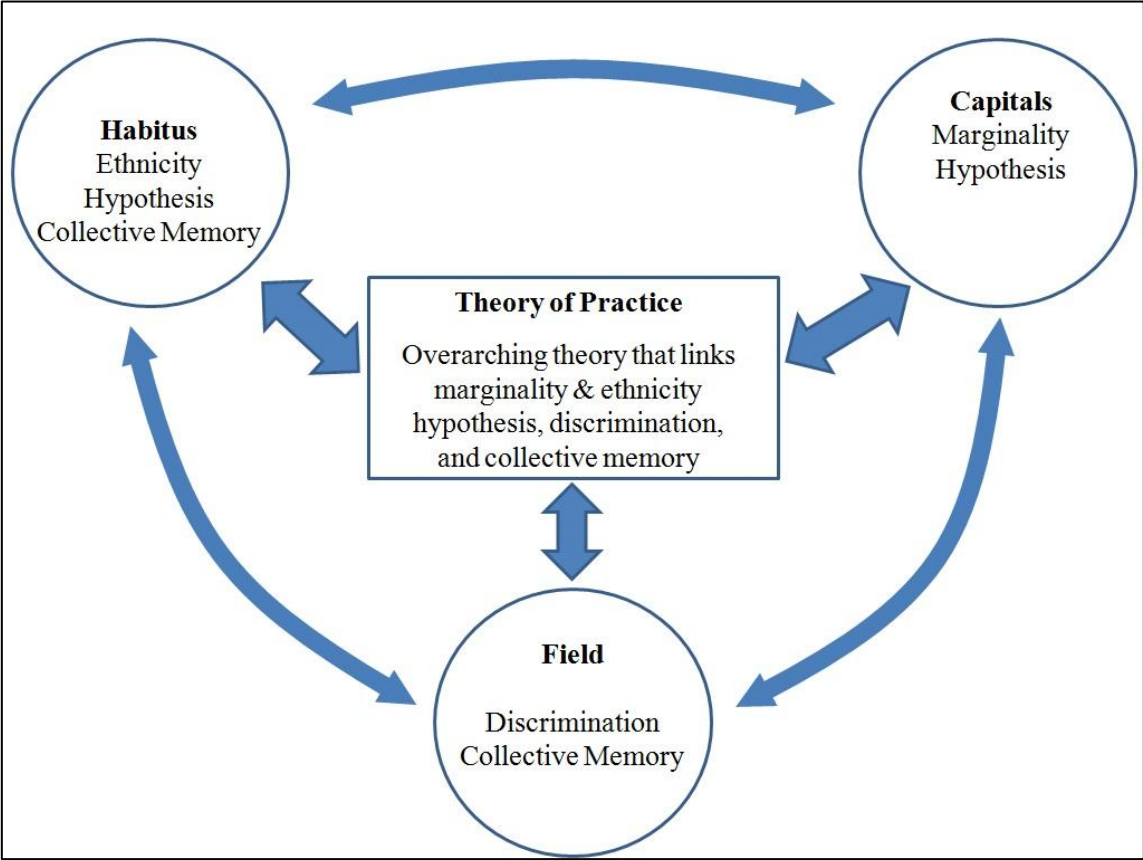 Habitus
Ethnicity
Hypothesis
Collective Memory
Capitals
Marginality
Hypothesis
Theory of Practice
Overarching theory that links
marginality & ethnicity
hypothesis, discrimination,
and collective memory
Field
Discrimination
Collective Memory